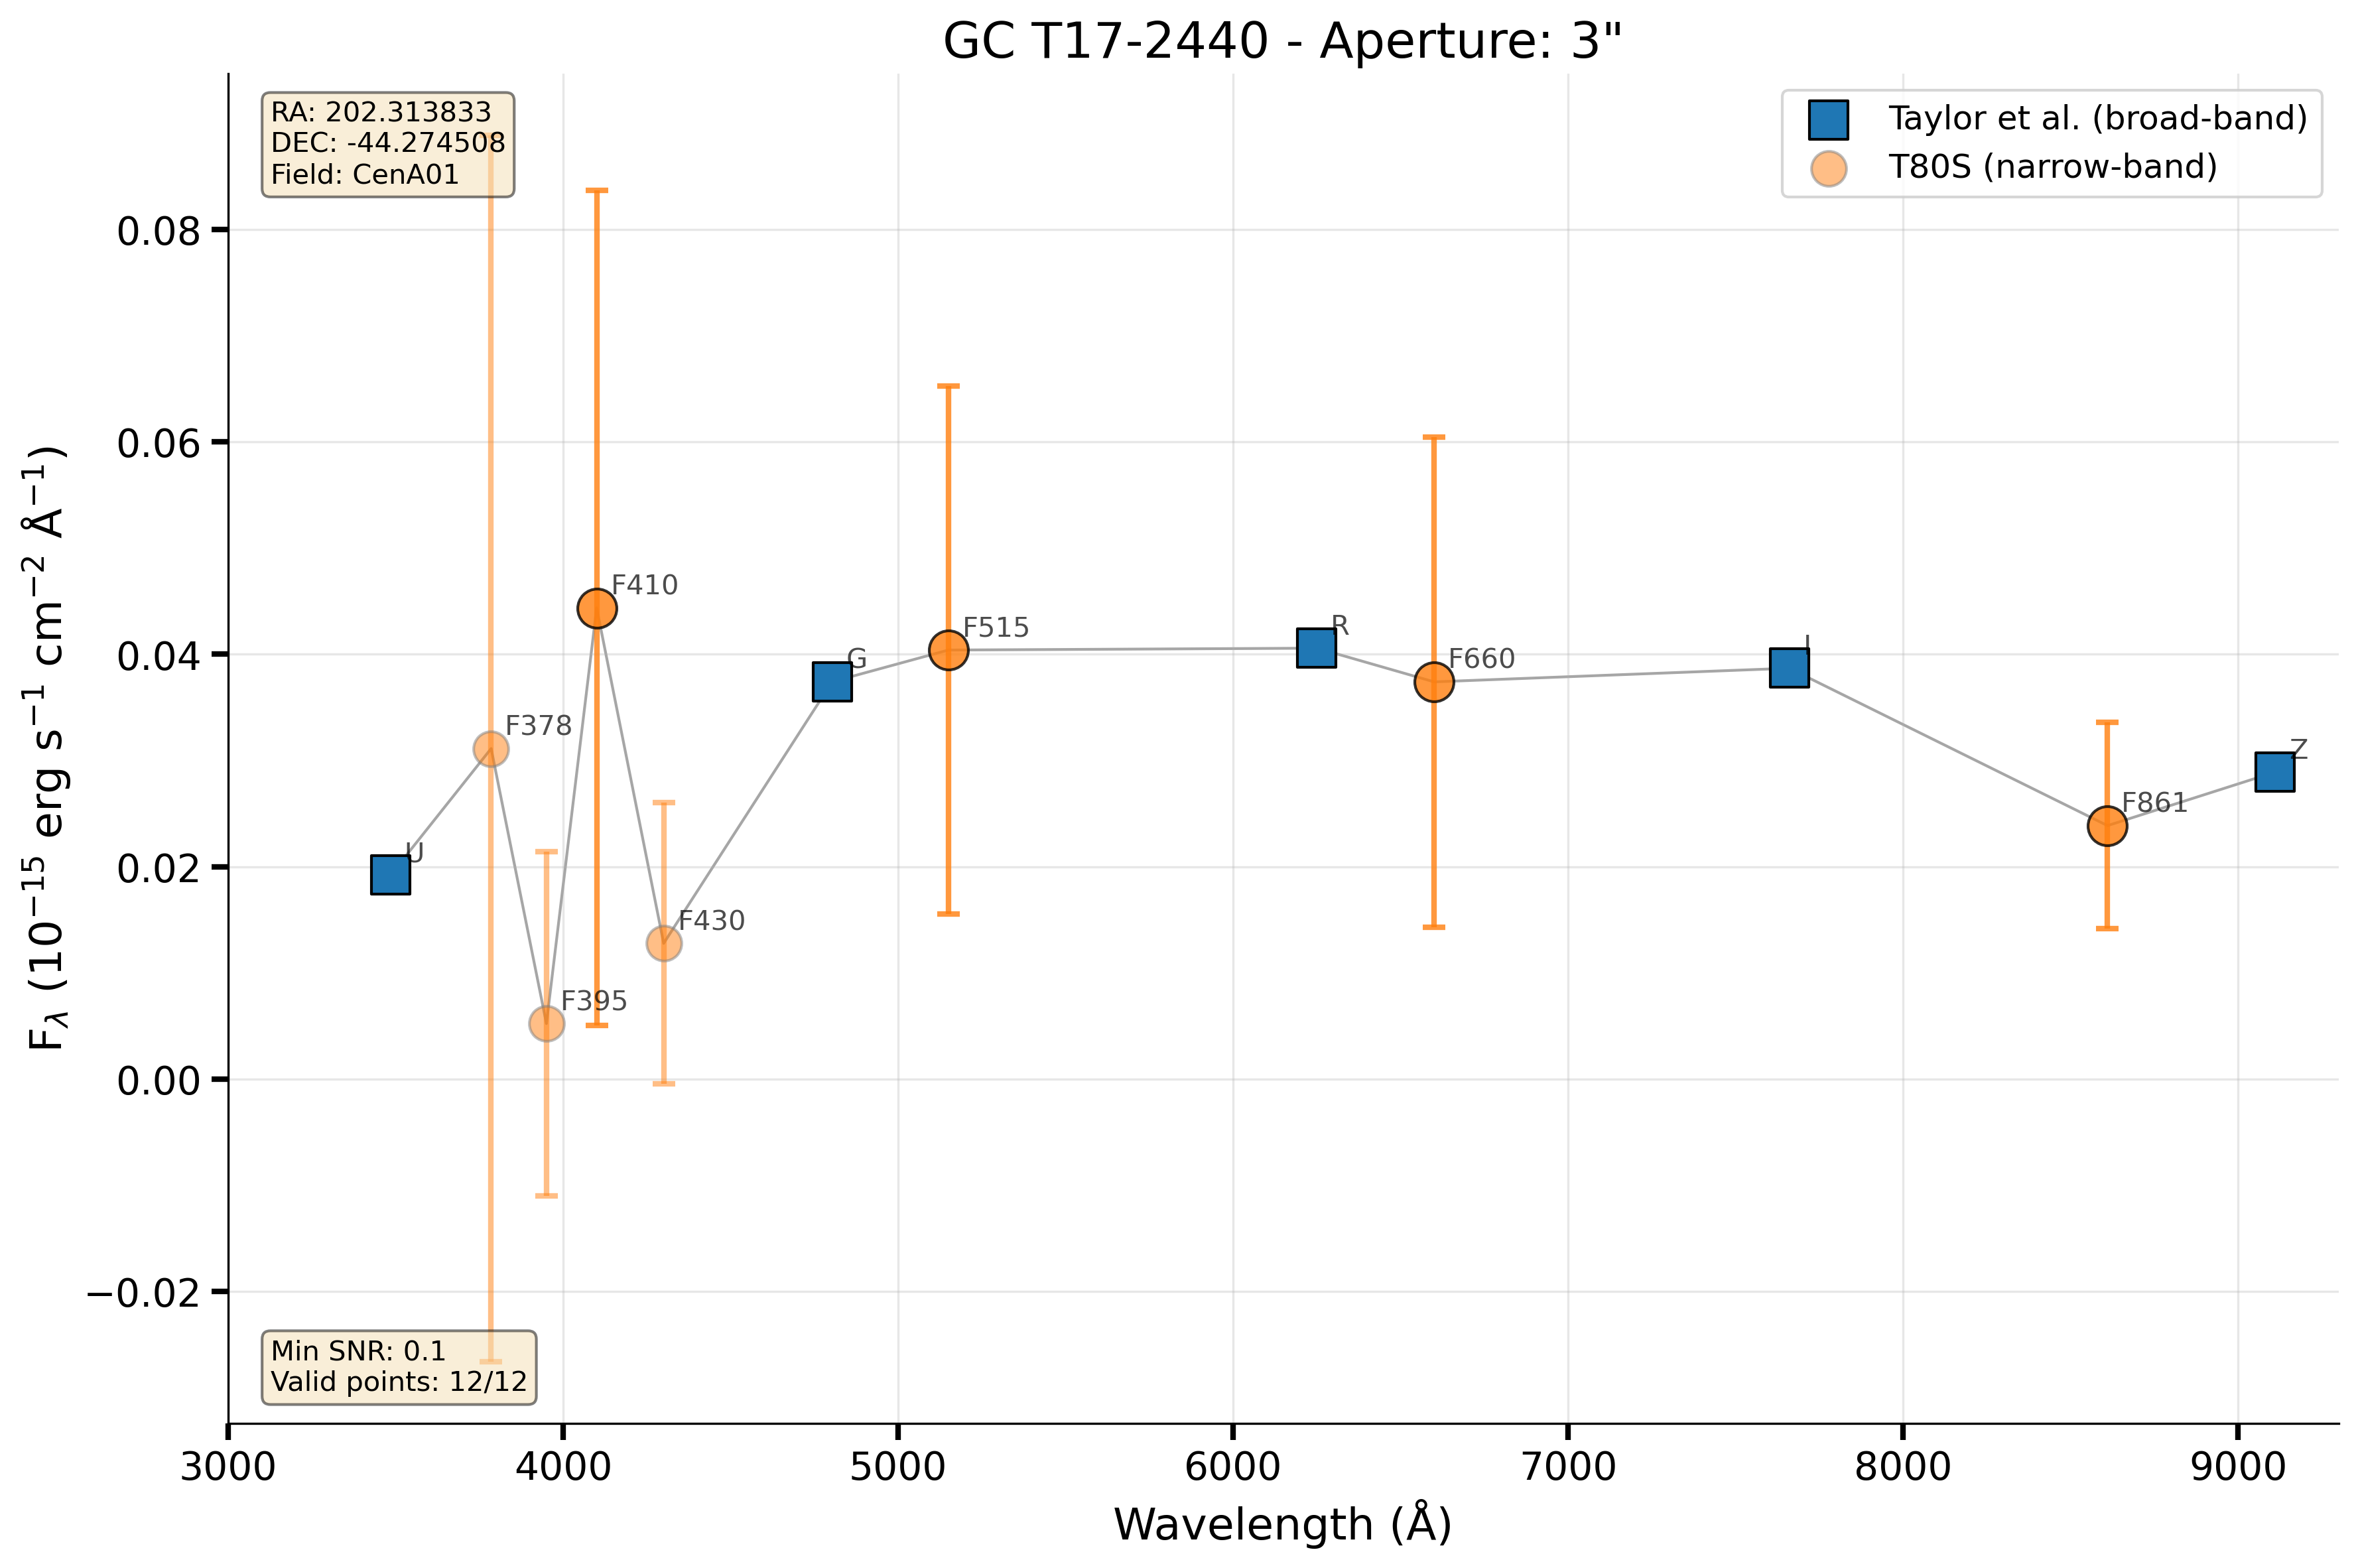 GC T17-2440 - Aperture: 3"
RA: 202.313833
DEC: -44.274508
Field: CenA01
Taylor et al. (broad-band)
T80S (narrow-band)
0.08
0.06
0.04
0.02
0.00
−0.02
F_λ (10⁻¹⁵ erg s⁻¹ cm⁻² Å⁻¹)
U
F378
F395
F410
F430
G
F515
R
F660
I
F861
Z
Min SNR: 0.1
Valid points: 12/12
3000
4000
5000
6000
7000
8000
9000
Wavelength (Å)